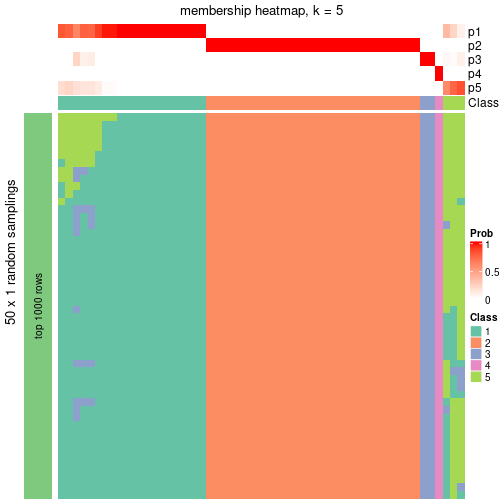 membership heatmap, k = 5
p1
p2
p3
p4
p5
Class
50 x 1 random samplings
top 1000 rows
Prob
1
0.5
0
Class
1
2
3
4
5